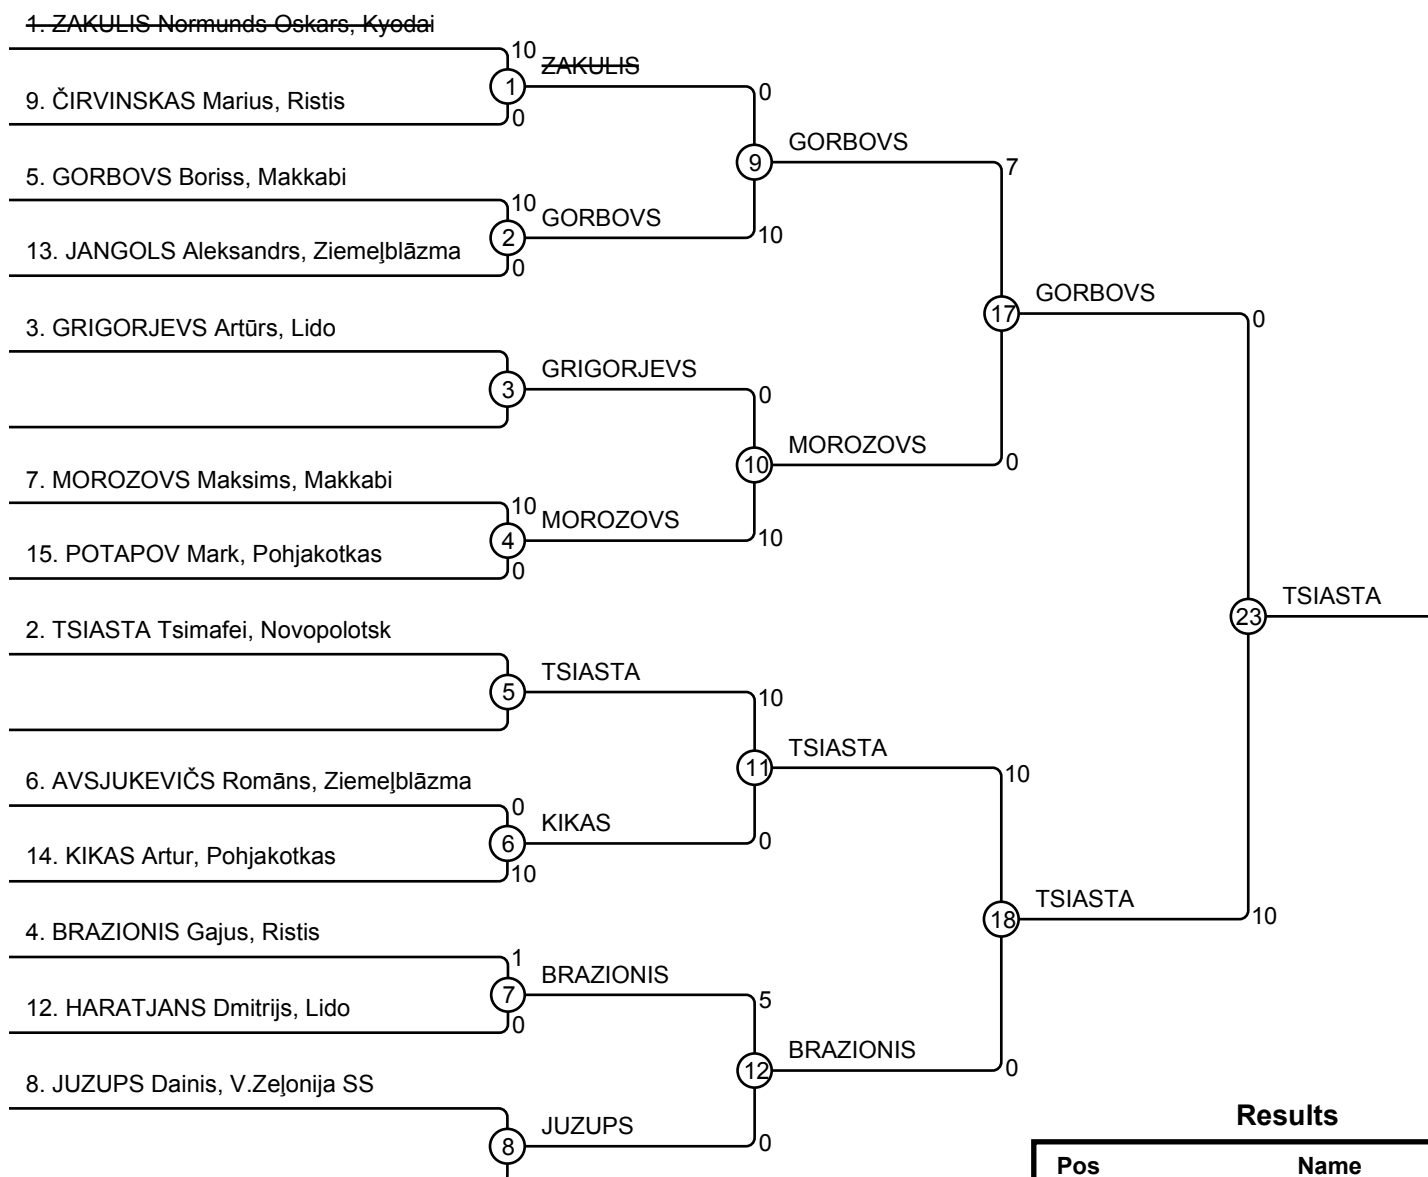 1. ZAKULIS Normunds Oskars, Kyodai
10
ZAKULIS
1
0
9. ČIRVINSKAS Marius, Ristis
0
GORBOVS
9
7
5. GORBOVS Boriss, Makkabi
10
GORBOVS
2
10
13. JANGOLS Aleksandrs, Ziemeļblāzma
0
GORBOVS
17
0
3. GRIGORJEVS Artūrs, Lido
GRIGORJEVS
3
0
MOROZOVS
10
0
7. MOROZOVS Maksims, Makkabi
10
MOROZOVS
4
10
15. POTAPOV Mark, Pohjakotkas
0
TSIASTA
23
2. TSIASTA Tsimafei, Novopolotsk
TSIASTA
5
10
TSIASTA
11
10
6. AVSJUKEVIČS Romāns, Ziemeļblāzma
0
KIKAS
6
0
14. KIKAS Artur, Pohjakotkas
10
TSIASTA
18
10
4. BRAZIONIS Gajus, Ristis
1
BRAZIONIS
7
5
12. HARATJANS Dmitrijs, Lido
0
BRAZIONIS
12
0
8. JUZUPS Dainis, V.Zeļonija SS
JUZUPS
8
0
Results
Pos Name